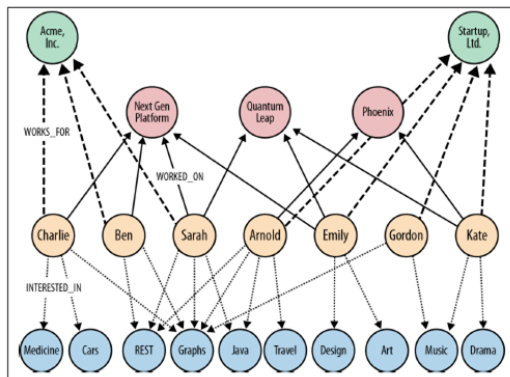 Acme,
Inc.
Startup,
Ltd.
Next Gen
Platform
Quantum
Leap
Phoenix
WORKS_FOR
WORKED_ON
Charlie
Ben
Sarah
Arnold
Emily
Gordon
Kate
INTERESTED_IN
Medicine
Cars
REST
Graphs
Java
Travel
Design
Art
Music
Drama